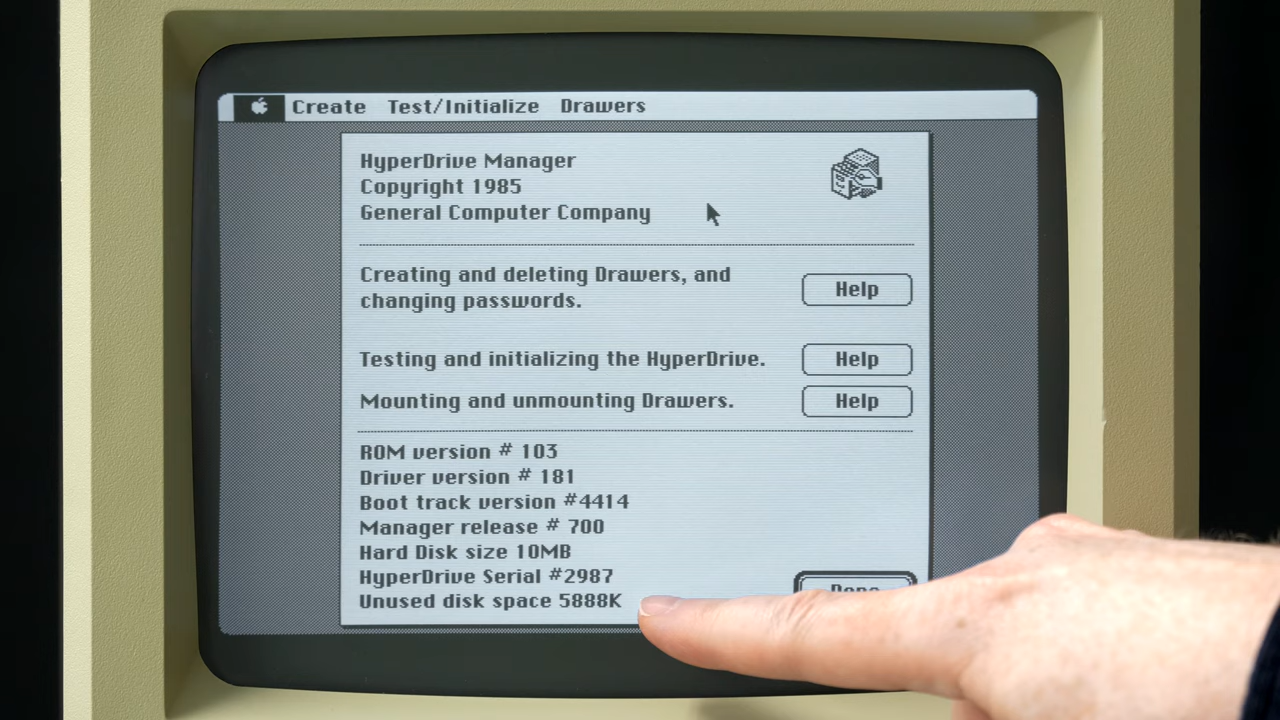 Create Test/Initialize Drawers
HyperDrive Manager
Copyright 1985
General Computer Company
Creating and deleting Drawers, and
changing passwords.
Help
Testing and initializing the HyperDrive.
Help
Mounting and unmounting Drawers.
Help
ROM version # 103
Driver version # 181
Boot track version #4414
Manager release # 700
Hard Disk size 10MB
HyperDrive Serial #2987
Unused disk space 5888K
Done